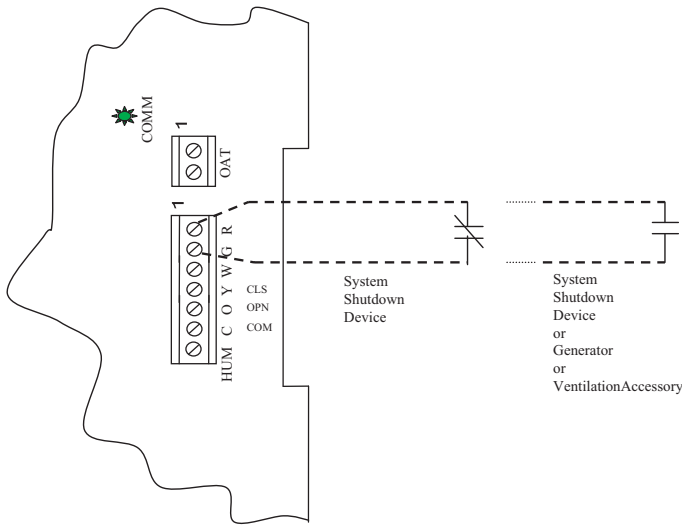 COMM
1
OAT
1
HUM C O Y W G R
CLS
OPN
COM
System
Shutdown
Device
System
Shutdown
Device
or
Generator
or
VentilationAccessory